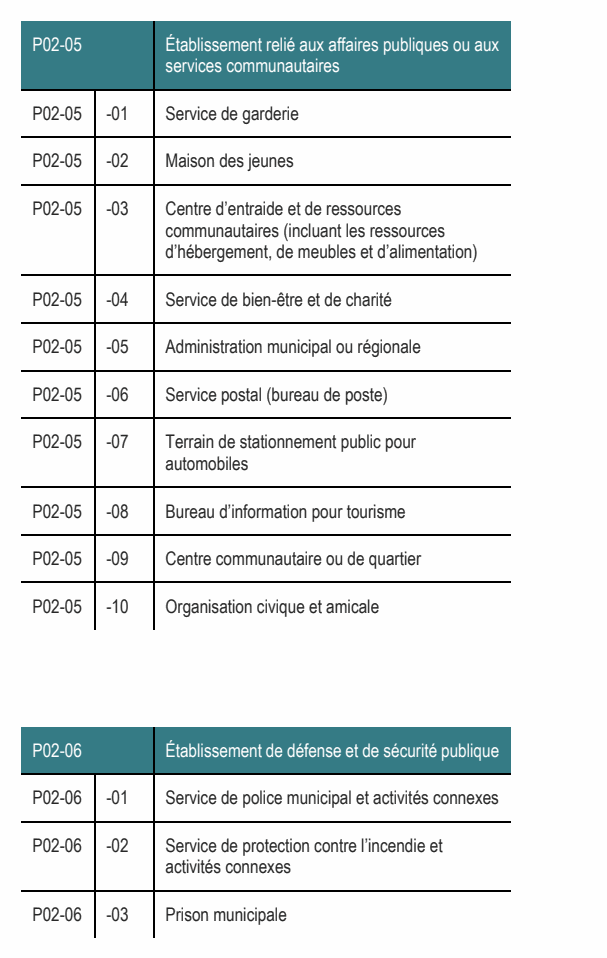 P02-05 Établissement relié aux affaires publiques ou aux
services communautaires
P02-05 -01 Service de garderie
P02-05 -02 Maison des jeunes
P02-05 -03 Centre d'entraide et de ressources
communautaires (incluant les ressources
d'hébergement, de meubles et d'alimentation)
P02-05 -04 Service de bien-être et de charité
P02-05 -05 Administration municipal ou régionale
P02-05 -06 Service postal (bureau de poste)
P02-05 -07 Terrain de stationnement public pour
automobiles
P02-05 -08 Bureau d'information pour tourisme
P02-05 -09 Centre communautaire ou de quartier
P02-05 -10 Organisation civique et amicale
P02-06 Établissement de défense et de sécurité publique
P02-06 -01 Service de police municipal et activités connexes
P02-06 -02 Service de protection contre l'incendie et
activités connexes
P02-06 -03 Prison municipale